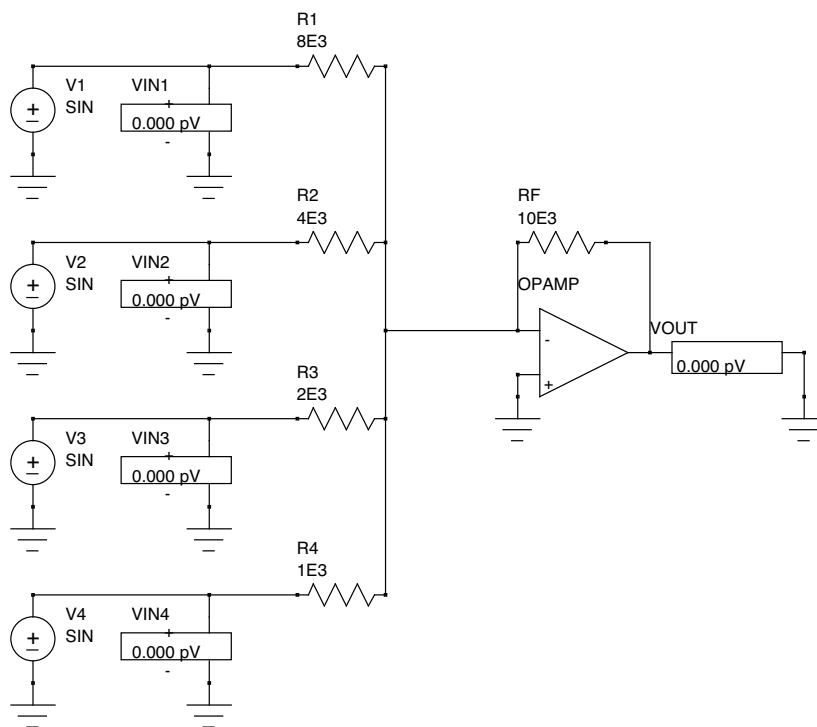 R1
8E3
V1
SIN
VIN1
+
0.000 pV
-
+
R2
4E3
V2
SIN
VIN2
+
0.000 pV
-
+
RF
10E3
OPAMP
-
+
VOUT
0.000 pV
R3
2E3
V3
SIN
VIN3
+
0.000 pV
-
+
R4
1E3
V4
SIN
VIN4
+
0.000 pV
-
+